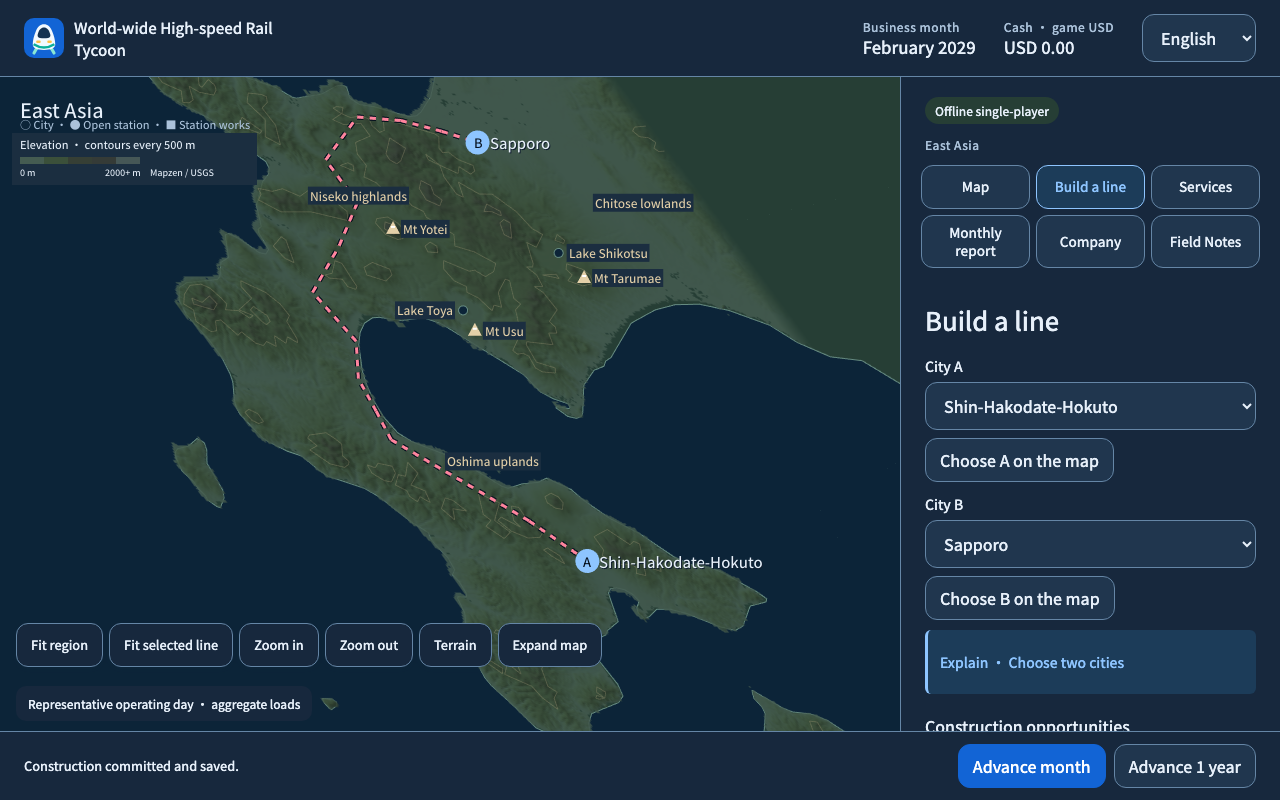 World-wide High-speed Rail
Tycoon
Business month
February 2029
Cash • game USD
USD 0.00
English
East Asia
City • Open station • Station works
Elevation • contours every 500 m
0 m
2000+ m
Mapzen / USGS
B
Sapporo
Niseko highlands
Chitose lowlands
Mt Yotei
Lake Shikotsu
Mt Tarumae
Lake Toya
Mt Usu
Oshima uplands
A
Shin-Hakodate-Hokuto
Fit region
Fit selected line
Zoom in
Zoom out
Terrain
Expand map
Representative operating day • aggregate loads
Offline single-player
East Asia
Map
Build a line
Services
Monthly
report
Company
Field Notes
Build a line
City A
Shin-Hakodate-Hokuto
Choose A on the map
City B
Sapporo
Choose B on the map
Explain • Choose two cities
Construction opportunities
Construction committed and saved.
Advance month
Advance 1 year